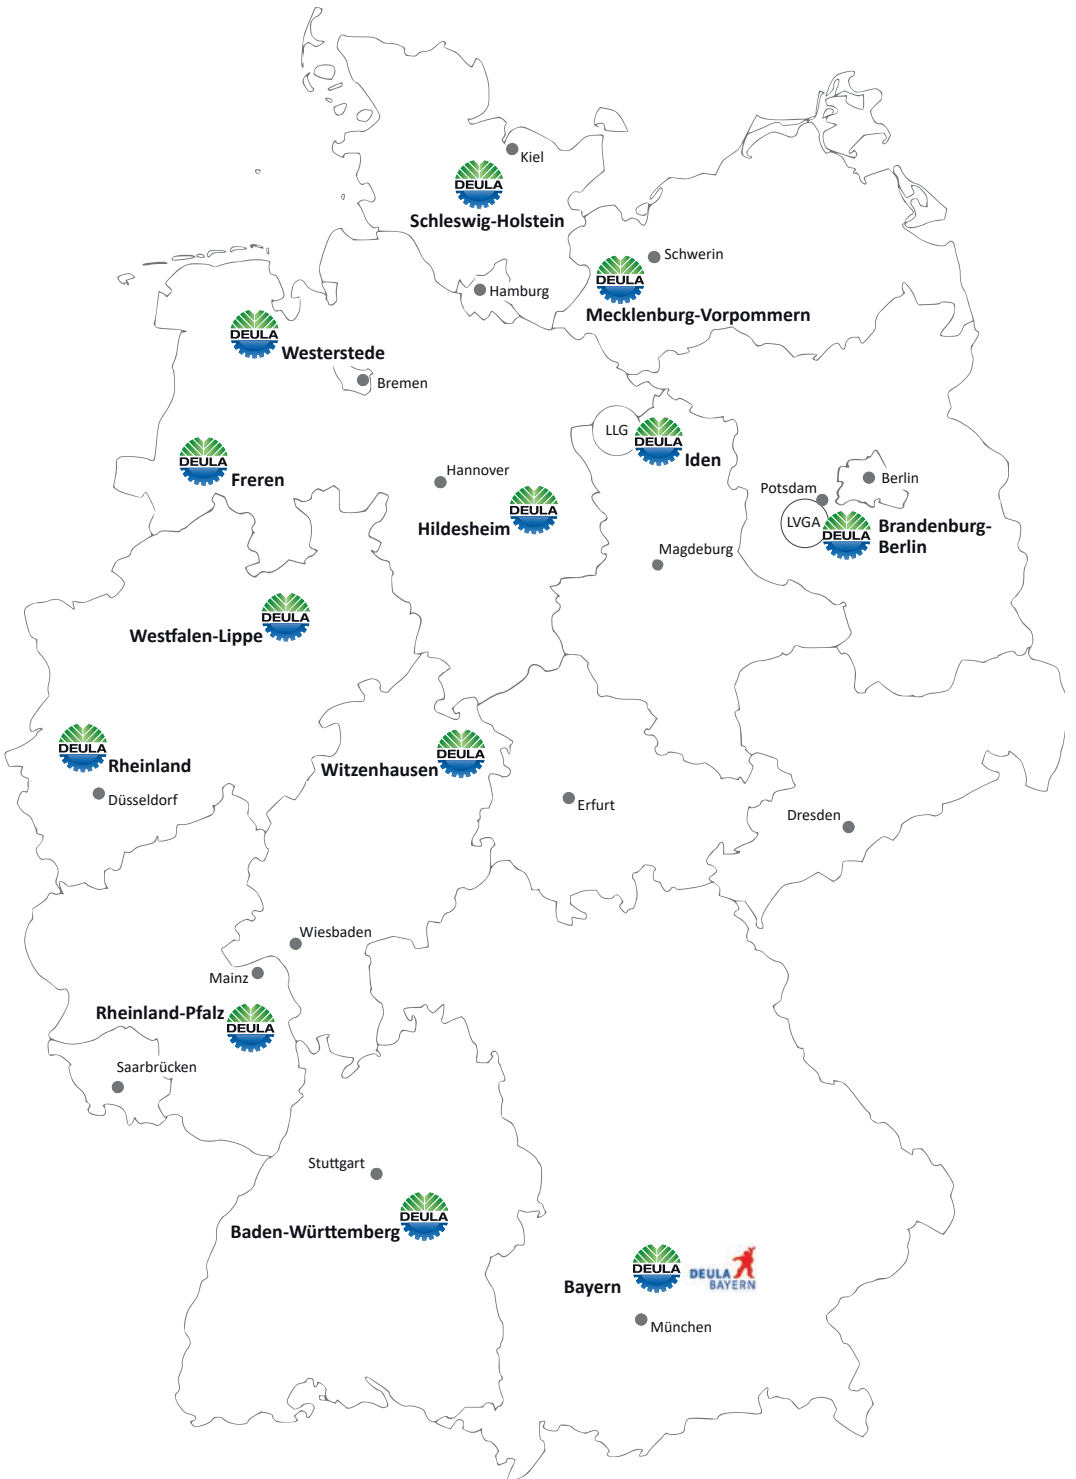 Kiel
DEULA
Schleswig-Holstein
Schwerin
DEULA
Hamburg
Mecklenburg-Vorpommern
DEULA
Westerstede
Bremen
LLG
DEULA
Iden
DEULA
Freren
Hannover
Berlin
Potsdam
DEULA
Hildesheim
LVGA
DEULA
Brandenburg-
Berlin
Magdeburg
DEULA
Westfalen-Lippe
DEULA
Rheinland
DEULA
Witzenhausen
Düsseldorf
Erfurt
Dresden
Wiesbaden
Mainz
Rheinland-Pfalz
DEULA
Saarbrücken
Stuttgart
DEULA
Baden-Württemberg
DEULA
DEULA
BAYERN
Bayern
München